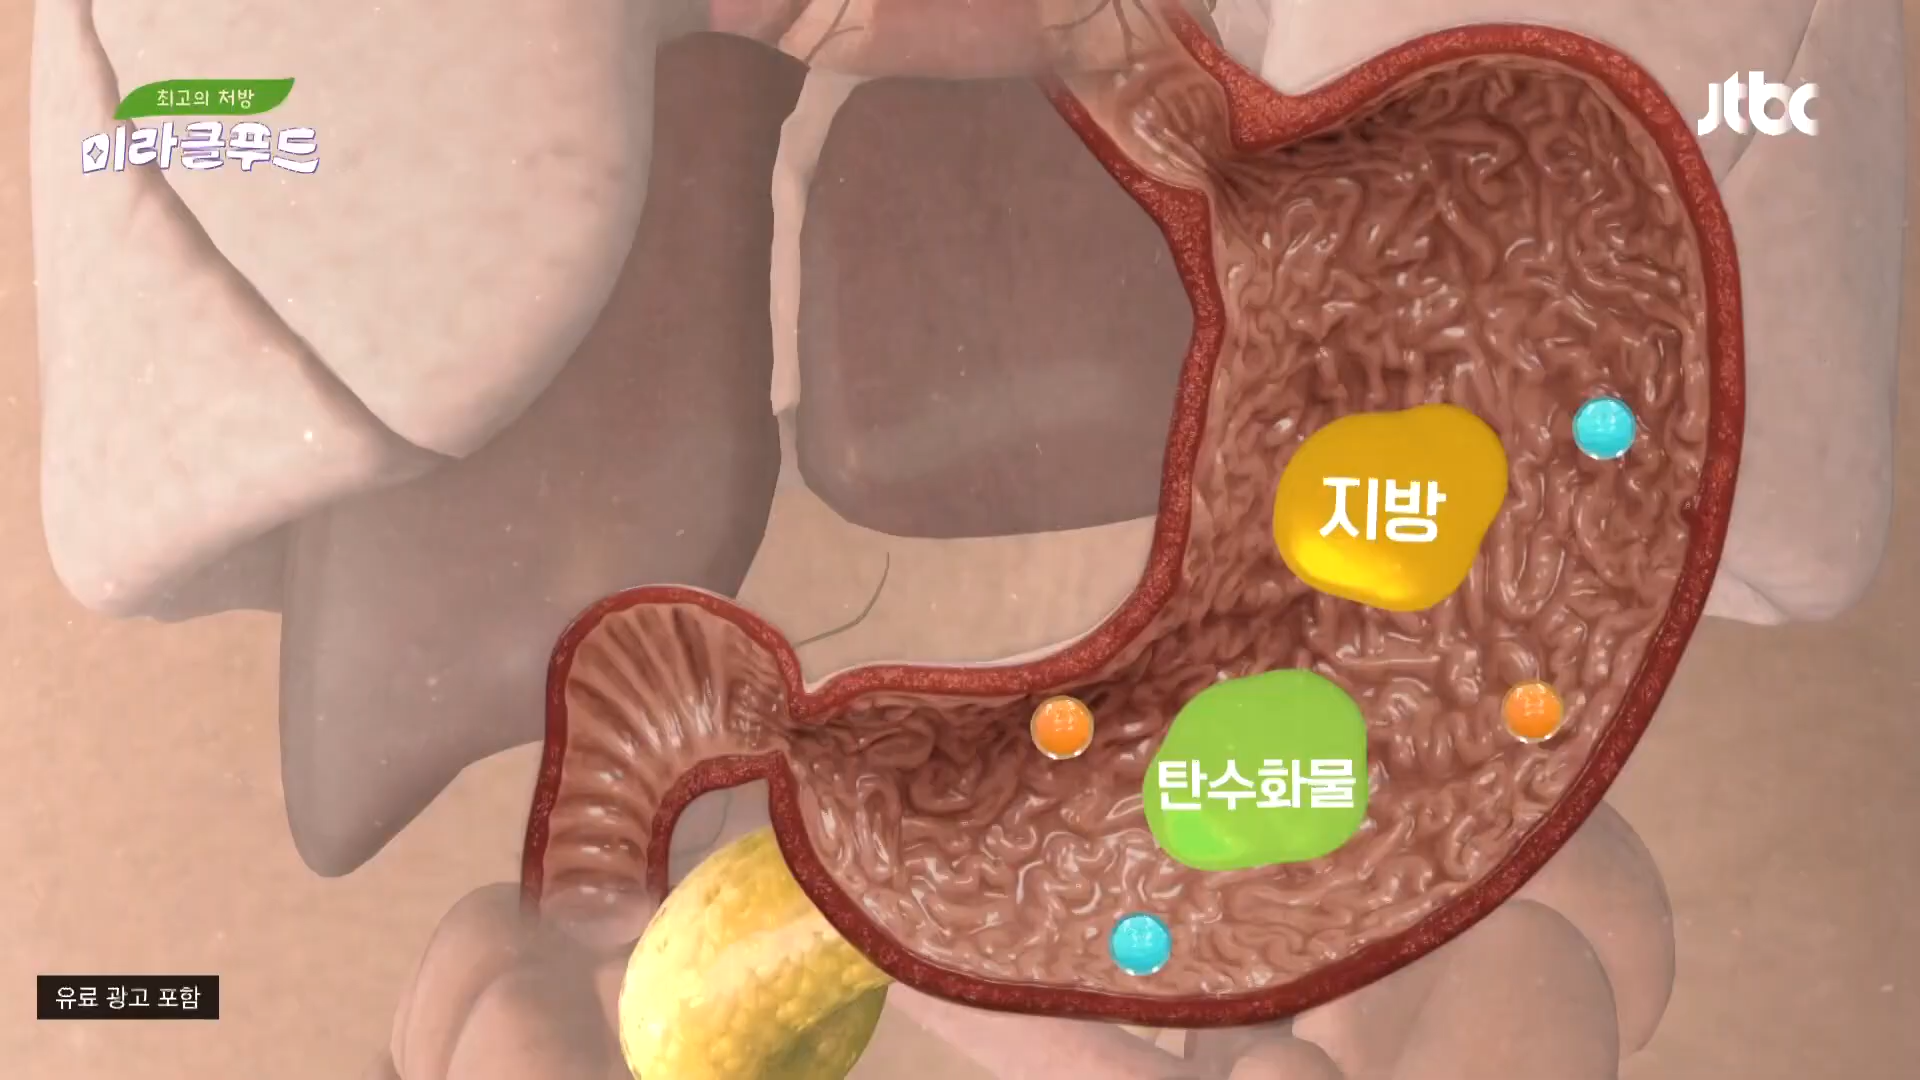 최고의 처방
미라클푸드
jtbc
지방
탄수화물
유료 광고 포함